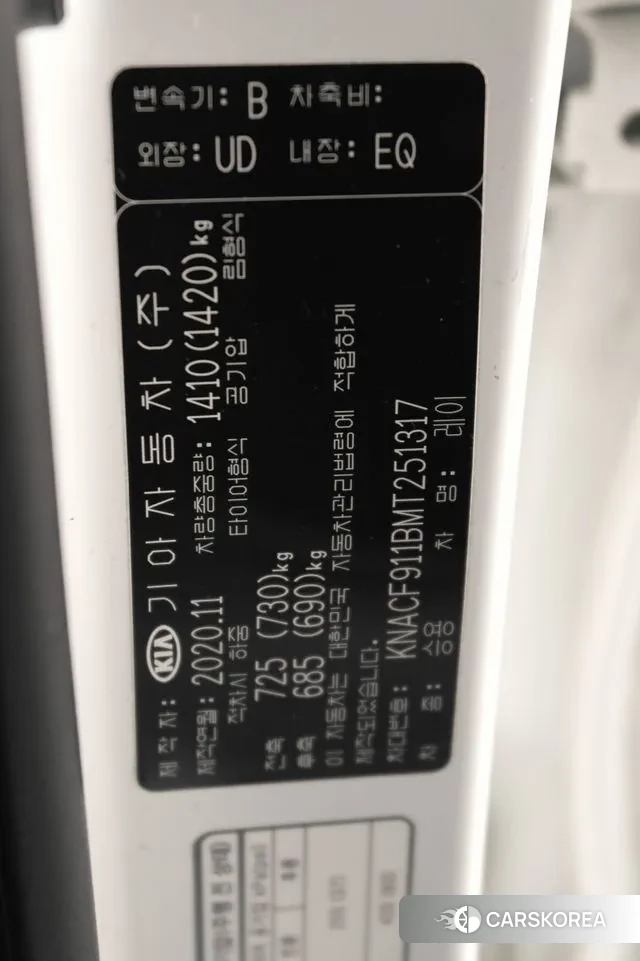 변속기: B 차축비:
외장: UD 내장: EQ
제 작 자: KIA 기아자동차(주)
제작연월: 2020.11 차량총중량: 1410(1420)kg
적차시 하중 타이어형식 공기압 림형식
전축 725 (730)kg
후축 685 (690)kg
이 자동차는 대한민국 자동차관리법령에 적합하게
제작되었습니다.
차대번호: KNACF911BMT251317
차 종: 승용 차 명: 레이
CARSKOREA